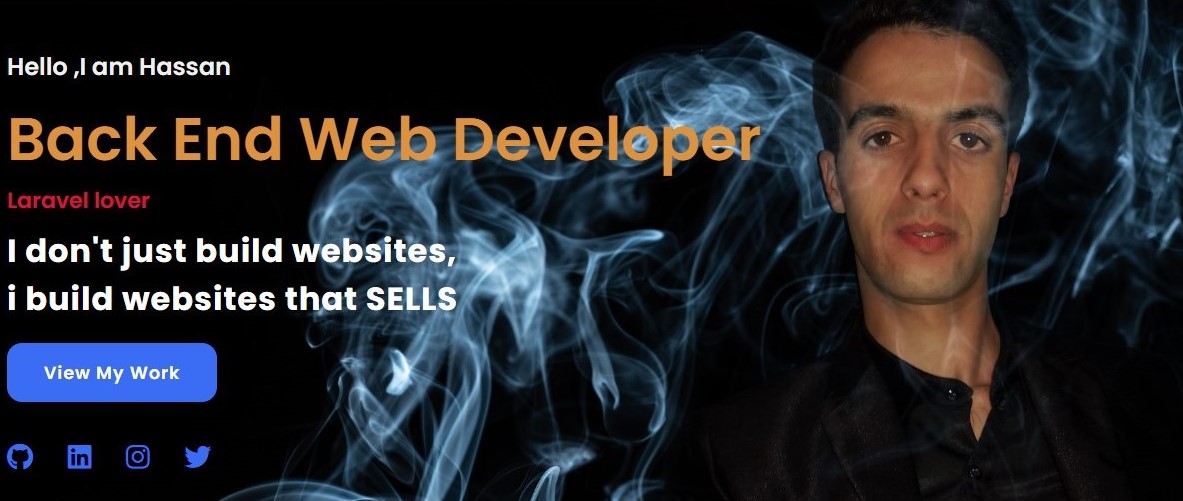 Hello ,I am Hassan
Back End Web Developer
Laravel lover
I don't just build websites,
i build websites that SELLS
View My Work